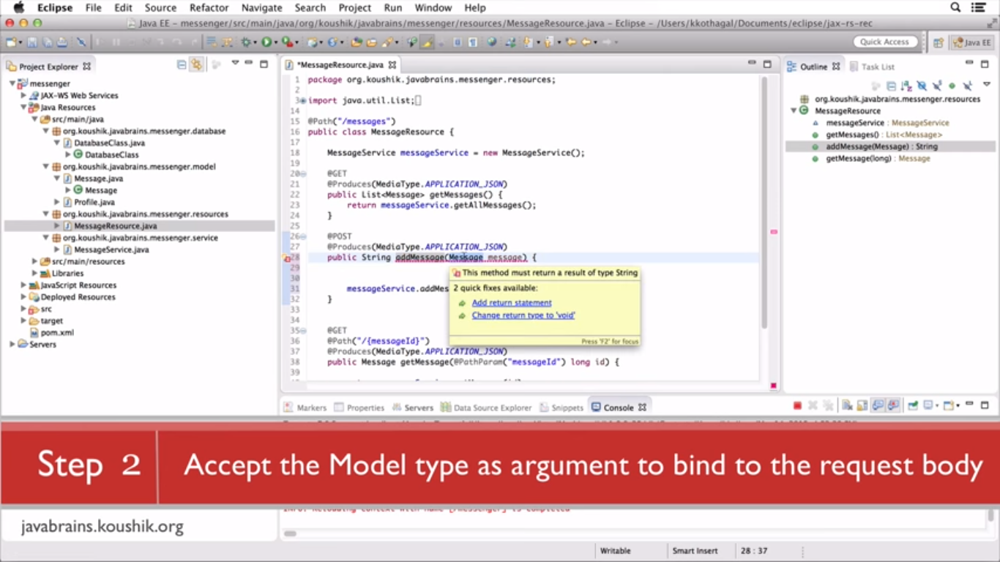 Eclipse File Edit Source Refactor Navigate Search Project Run Window Help
Java EE – messenger/src/main/java/org/koushik/javabrains/messenger/resources/MessageResource.java – Eclipse – /Users/kkothagal/Documents/eclipse/jax-rs-rec
Quick Access
Java EE
Project Explorer
messenger
JAX-WS Web Services
Java Resources
src/main/java
org.koushik.javabrains.messenger.database
DatabaseClass.java
DatabaseClass
org.koushik.javabrains.messenger.model
Message.java
Message
Profile.java
org.koushik.javabrains.messenger.resources
MessageResource.java
org.koushik.javabrains.messenger.service
MessageService.java
src/main/resources
Libraries
JavaScript Resources
Deployed Resources
src
target
pom.xml
Servers
*MessageResource.java
1 package org.koushik.javabrains.messenger.resources;
2
3 import java.util.List;
14
15 @Path("/messages")
16 public class MessageResource {
17
18 MessageService messageService = new MessageService();
19
20 @GET
21 @Produces(MediaType.APPLICATION_JSON)
22 public List<Message> getMessages() {
23 return messageService.getAllMessages();
24 }
25
26 @POST
27 @Produces(MediaType.APPLICATION_JSON)
28 public String addMessage(Message message) {
29
30
31 messageService.addMes
32 }
33
34
35 @GET
36 @Path("/{messageId}")
37 @Produces(MediaType.APPLICATION_JSON)
38 public Message getMessage(@PathParam("messageId") long id) {
39
This method must return a result of type String
2 quick fixes available:
Add return statement
Change return type to 'void'
Press 'F2' for focus
Outline
Task List
org.koushik.javabrains.messenger.resources
MessageResource
messageService : MessageService
getMessages() : List<Message>
addMessage(Message) : String
getMessage(long) : Message
Markers Properties Servers Data Source Explorer Snippets Console
Step 2 Accept the Model type as argument to bind to the request body
javabrains.koushik.org
Writable Smart Insert 28 : 37